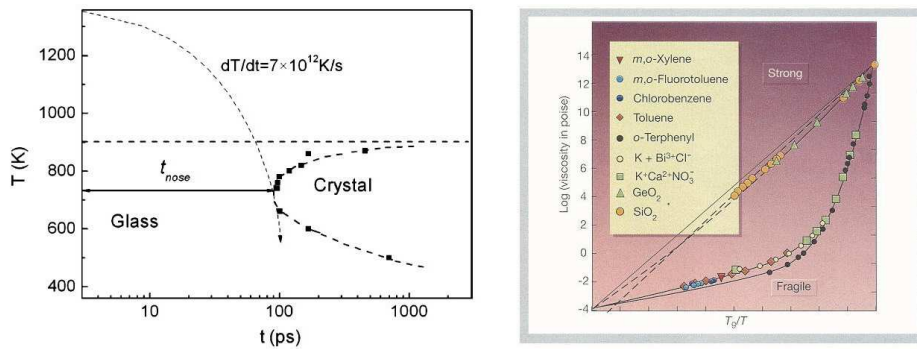 1200
1000
800
600
400
T (K)
dT/dt=7×10¹²K/s
t_nose
Crystal
Glass
10
100
1000
t (ps)
14
12
10
8
6
4
2
0
-2
-4
Log (viscosity in poise)
m,o-Xylene
m,o-Fluorotoluene
Chlorobenzene
Toluene
o-Terphenyl
K + Bi³⁺Cl⁻
K⁺Ca²⁺NO₃⁻
GeO₂
SiO₂
Strong
Fragile
T_g/T